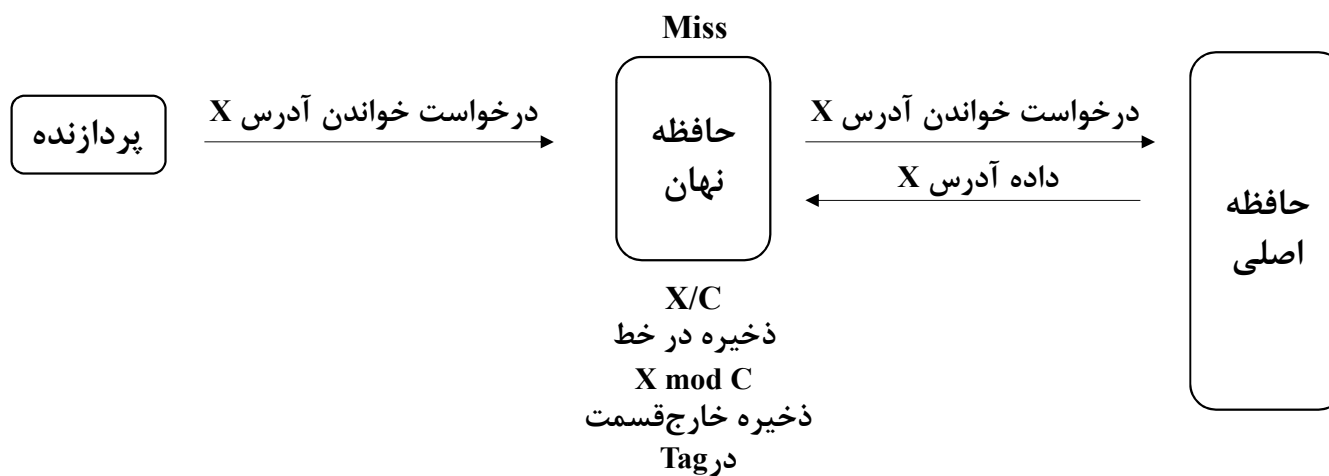 Miss
پردازنده
درخواست خواندن آدرس X
حافظه
نهان
درخواست خواندن آدرس X
داده آدرس X
حافظه
اصلی
X/C
ذخیره در خط
X mod C
ذخیره خارج‌قسمت
در Tag